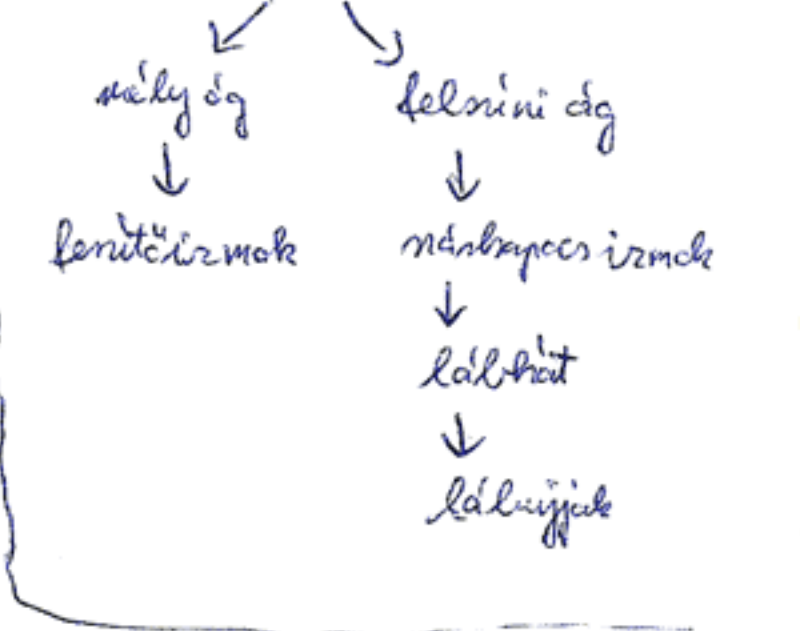 mély ág
felszíni ág
feszítőizmok
szárkapocs izmok
lábhát
lábujjak